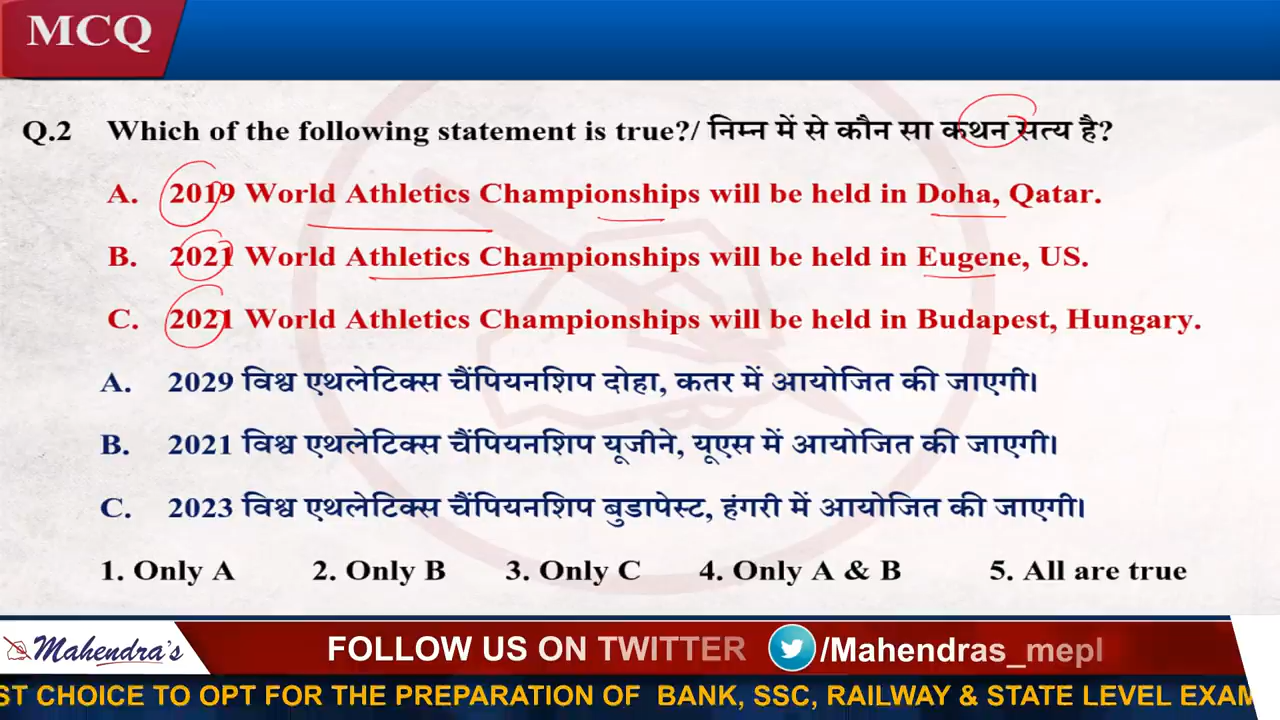 MCQ
Q.2 Which of the following statement is true?/ निम्न में से कौन सा कथन सत्य है?
A. 2019 World Athletics Championships will be held in Doha, Qatar.
B. 2021 World Athletics Championships will be held in Eugene, US.
C. 2021 World Athletics Championships will be held in Budapest, Hungary.
A. 2029 विश्व एथलेटिक्स चैंपियनशिप दोहा, कतर में आयोजित की जाएगी।
B. 2021 विश्व एथलेटिक्स चैंपियनशिप यूजीने, यूएस में आयोजित की जाएगी।
C. 2023 विश्व एथलेटिक्स चैंपियनशिप बुडापेस्ट, हंगरी में आयोजित की जाएगी।
1. Only A 2. Only B 3. Only C 4. Only A & B 5. All are true
Mahendra's FOLLOW US ON TWITTER /Mahendras_mepl
ST CHOICE TO OPT FOR THE PREPARATION OF BANK, SSC, RAILWAY & STATE LEVEL EXAM